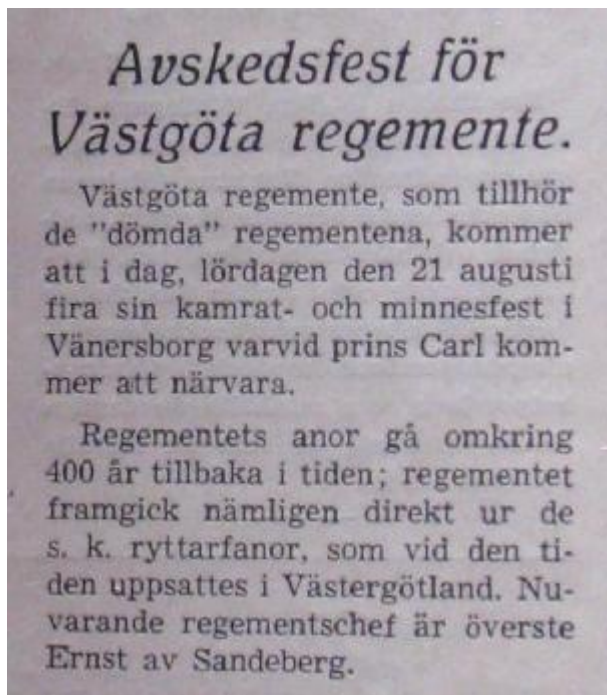 Avskedsfest för
Västgöta regemente.
Västgöta regemente, som tillhör
de "dömda" regementena, kommer
att i dag, lördagen den 21 augusti
fira sin kamrat- och minnesfest i
Vänersborg varvid prins Carl kom-
mer att närvara.
Regementets anor gå omkring
400 år tillbaka i tiden; regementet
framgick nämligen direkt ur de
s. k. ryttarfanor, som vid den ti-
den uppsattes i Västergötland. Nu-
varande regementschef är överste
Ernst av Sandeberg.